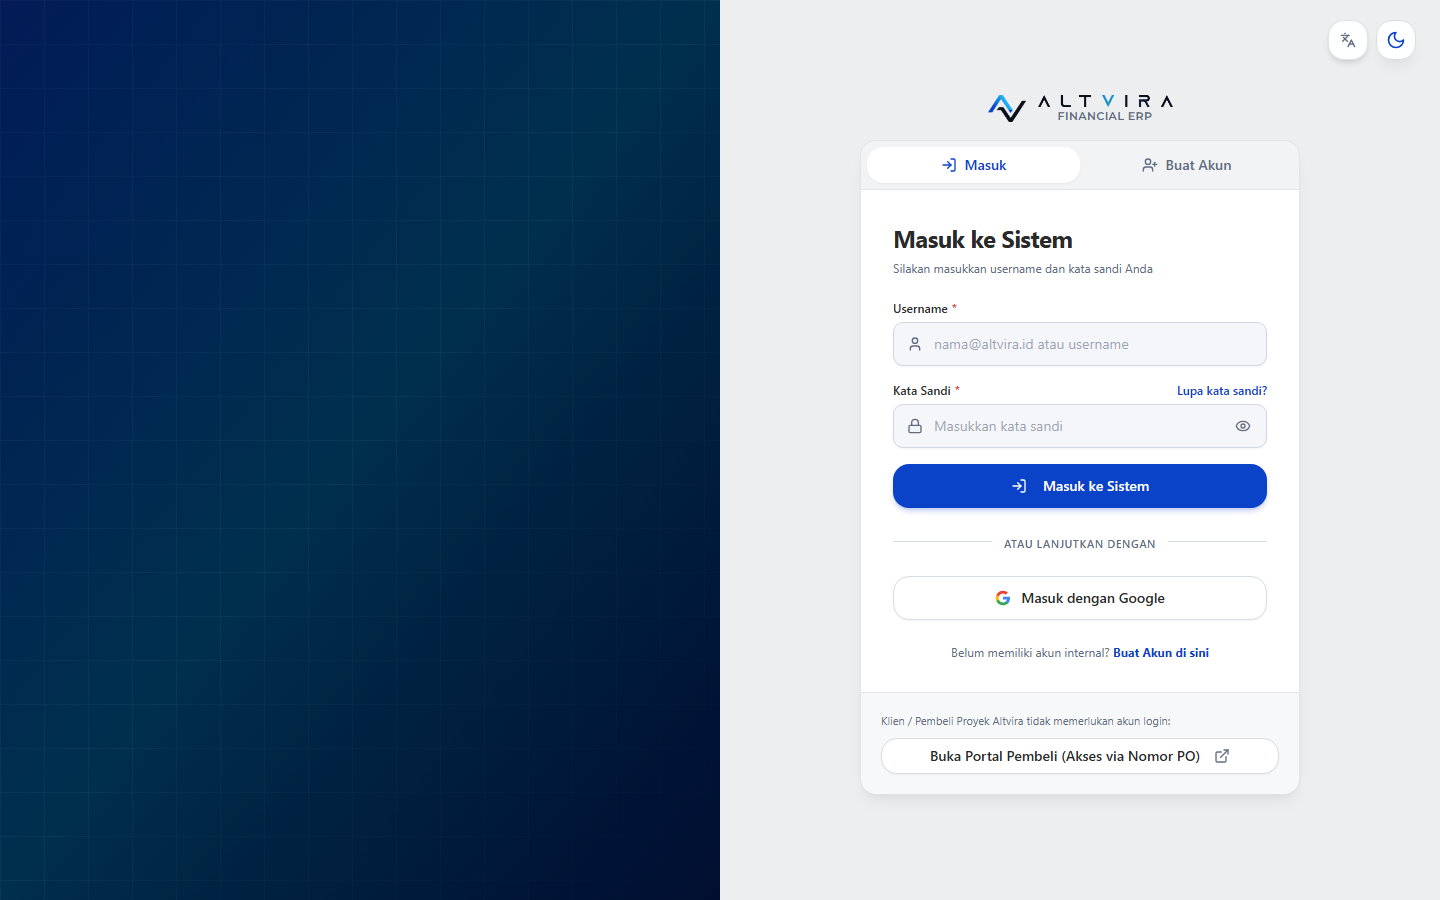 ALTVIRA
FINANCIAL ERP
Masuk
Buat Akun
Masuk ke Sistem
Silakan masukkan username dan kata sandi Anda
Username *
nama@altvira.id atau username
Kata Sandi *
Lupa kata sandi?
Masukkan kata sandi
Masuk ke Sistem
ATAU LANJUTKAN DENGAN
Masuk dengan Google
Belum memiliki akun internal? Buat Akun di sini
Klien / Pembeli Proyek Altvira tidak memerlukan akun login:
Buka Portal Pembeli (Akses via Nomor PO)